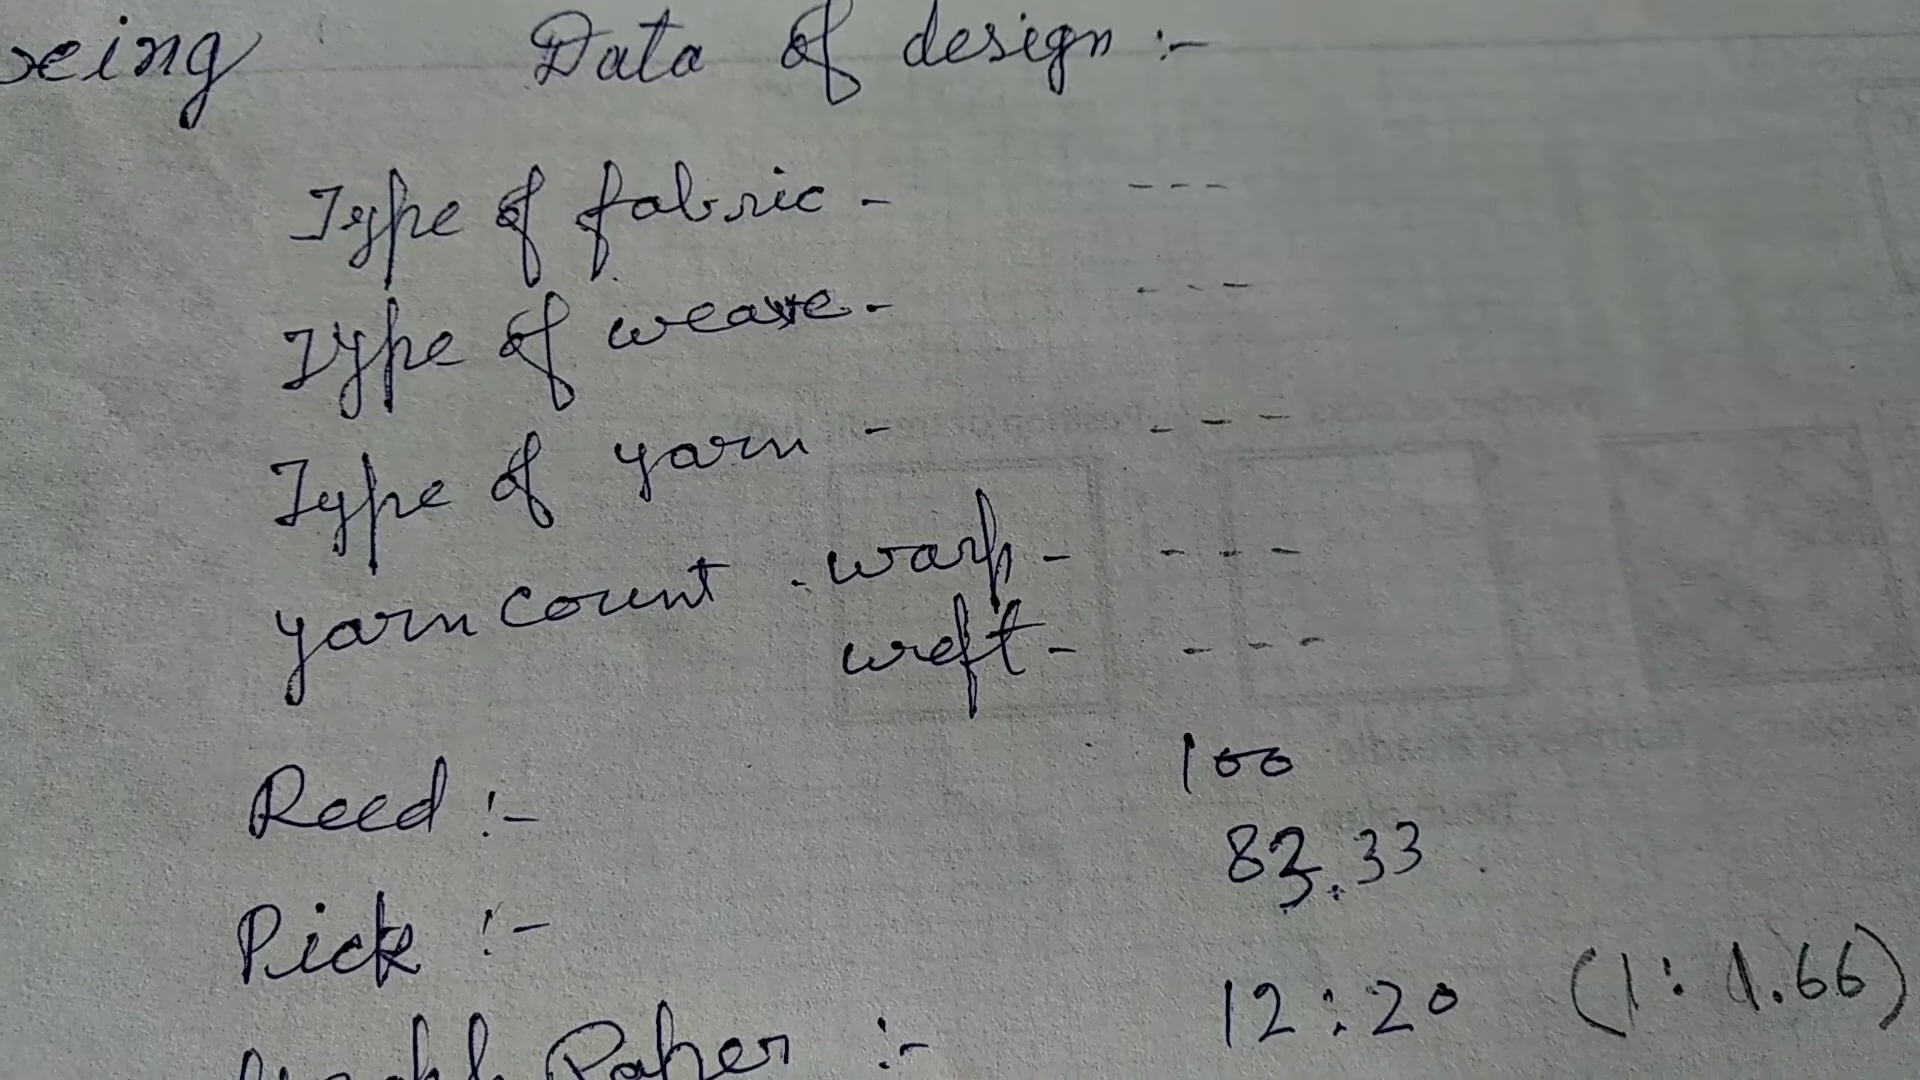 Data of design :-
Type of fabric - ---
Type of weave - ---
Type of yarn - ---
yarn count - warp - ---
weft - ----
Reed :- 100
Pick :- 83.33
Graph Paper :- 12:20 (1:1.66)